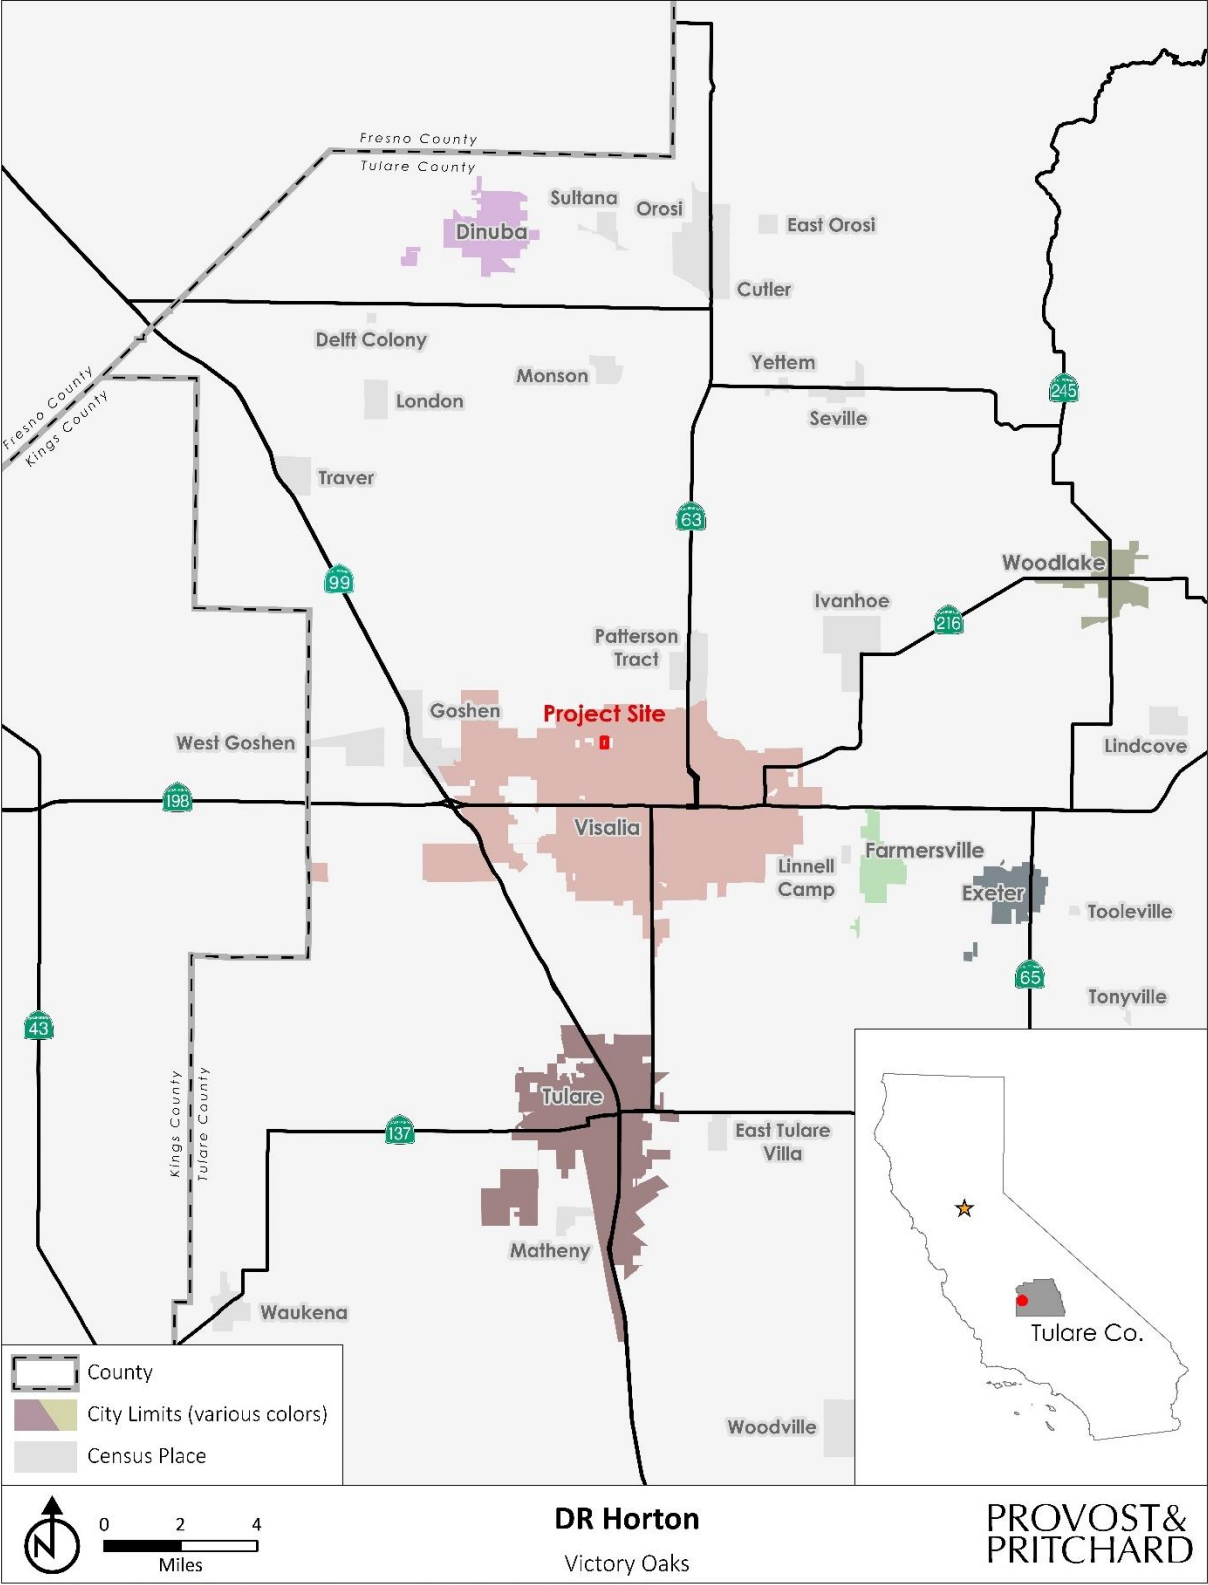 Fresno County
Tulare County
Sultana
Orosi
East Orosi
Dinuba
Cutler
Delft Colony
Monson
Yettem
Seville
London
Fresno County
Kings County
245
Traver
63
99
Woodlake
Ivanhoe
216
Patterson
Tract
Goshen
Project Site
West Goshen
Lindcove
198
Visalia
Linnell
Camp
Farmersville
Exeter
Tooleville
65
Tonyville
43
Kings County
Tulare County
Tulare
137
East Tulare
Villa
Matheny
Waukena
Woodville
Tulare Co.
County
City Limits (various colors)
Census Place
N
0 2 4
Miles
DR Horton
Victory Oaks
PROVOST&
PRITCHARD